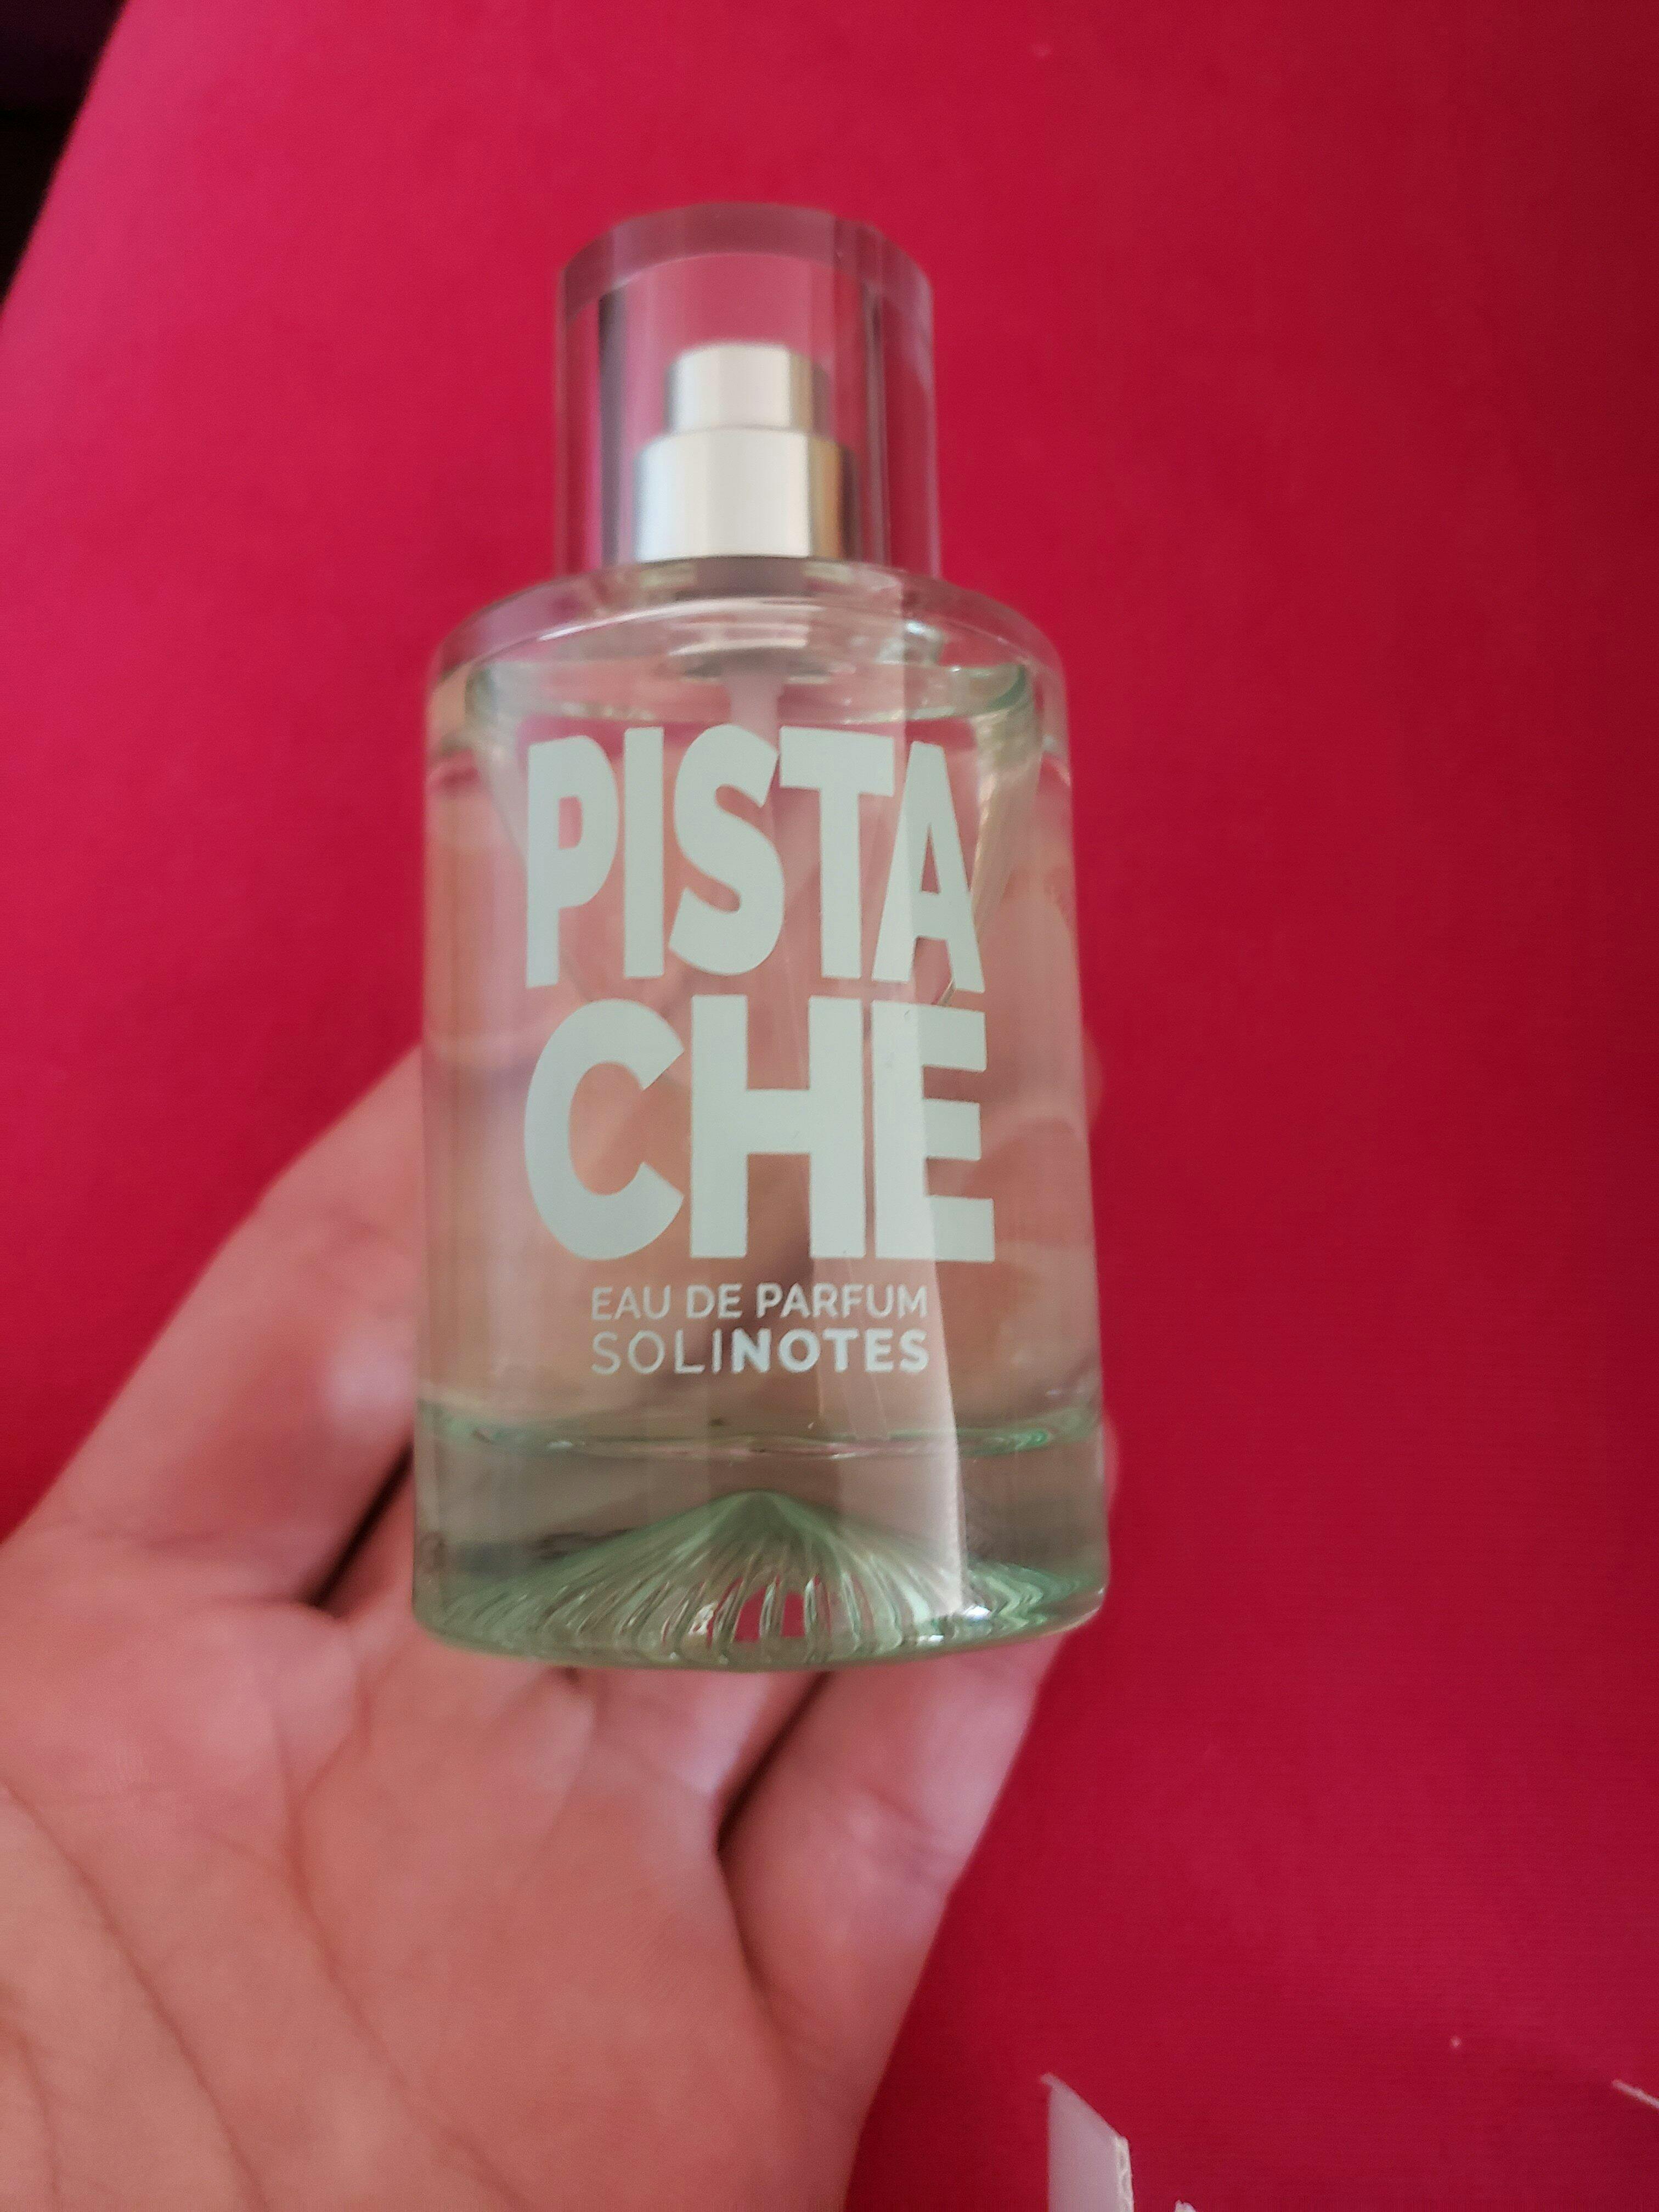 PISTA
CHE
EAU DE PARFUM
SOLINOTES